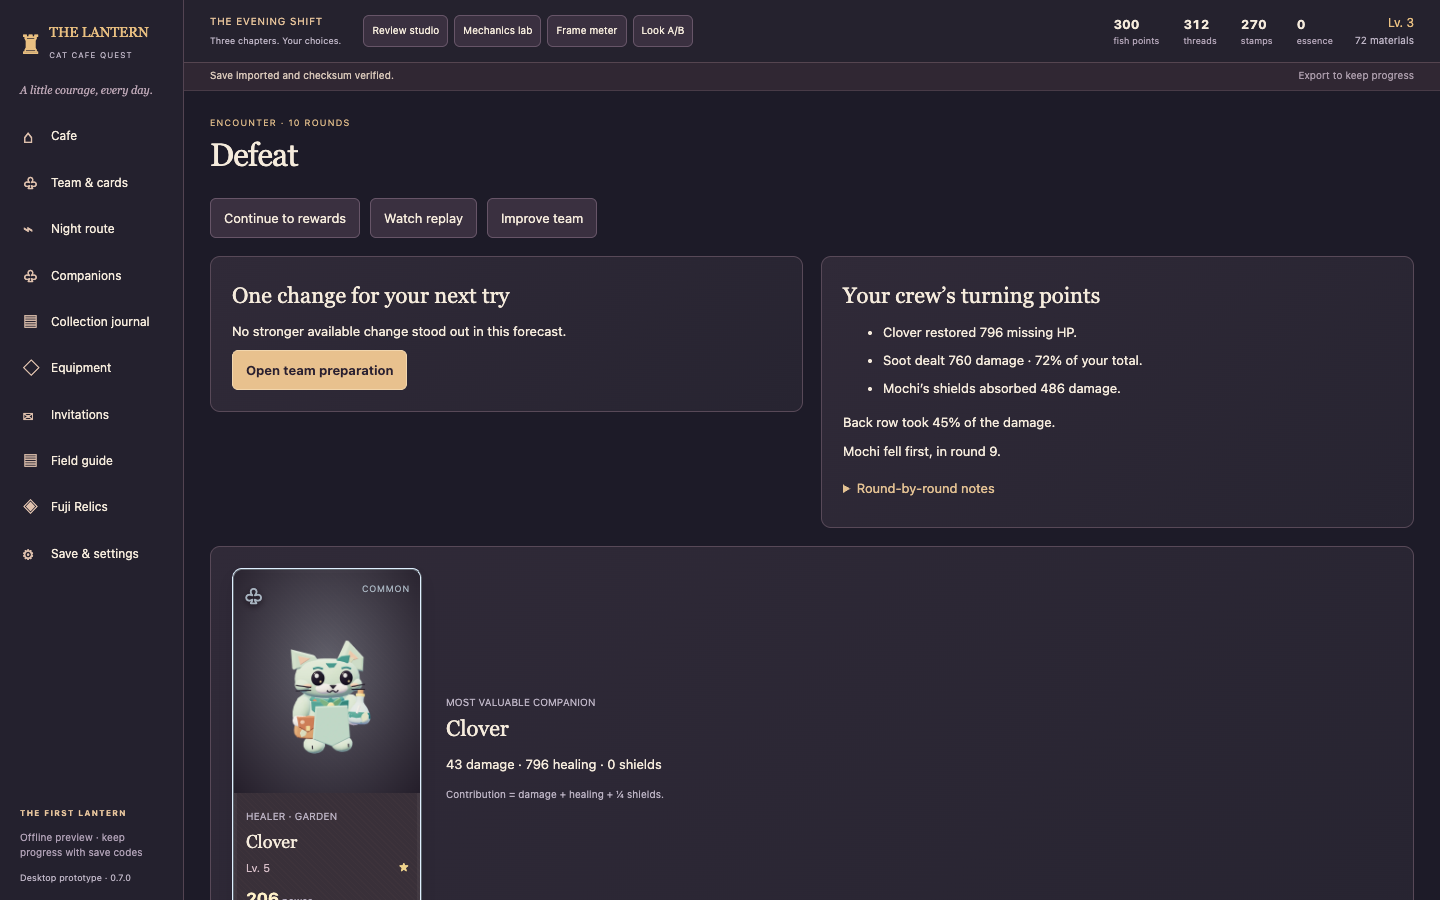 THE LANTERN
CAT CAFE QUEST
A little courage, every day.
Cafe
Team & cards
Night route
Companions
Collection journal
Equipment
Invitations
Field guide
Fuji Relics
Save & settings
THE FIRST LANTERN
Offline preview · keep
progress with save codes
Desktop prototype · 0.7.0
THE EVENING SHIFT
Three chapters. Your choices.
Review studio
Mechanics lab
Frame meter
Look A/B
300
fish points
312
threads
270
stamps
0
essence
Lv. 3
72 materials
Save imported and checksum verified.
Export to keep progress
ENCOUNTER · 10 ROUNDS
Defeat
Continue to rewards
Watch replay
Improve team
One change for your next try
No stronger available change stood out in this forecast.
Open team preparation
Your crew’s turning points
• Clover restored 796 missing HP.
• Soot dealt 760 damage · 72% of your total.
• Mochi’s shields absorbed 486 damage.
Back row took 45% of the damage.
Mochi fell first, in round 9.
Round-by-round notes
COMMON
HEALER · GARDEN
Clover
Lv. 5
206
MOST VALUABLE COMPANION
Clover
43 damage · 796 healing · 0 shields
Contribution = damage + healing + ¼ shields.